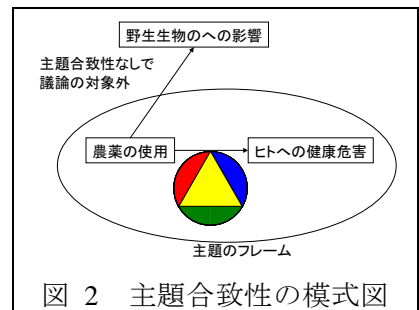 野生生物のへの影響
主題合致性なしで
議論の対象外
農薬の使用
ヒトへの健康危害
主題のフレーム
図 2 主題合致性の模式図